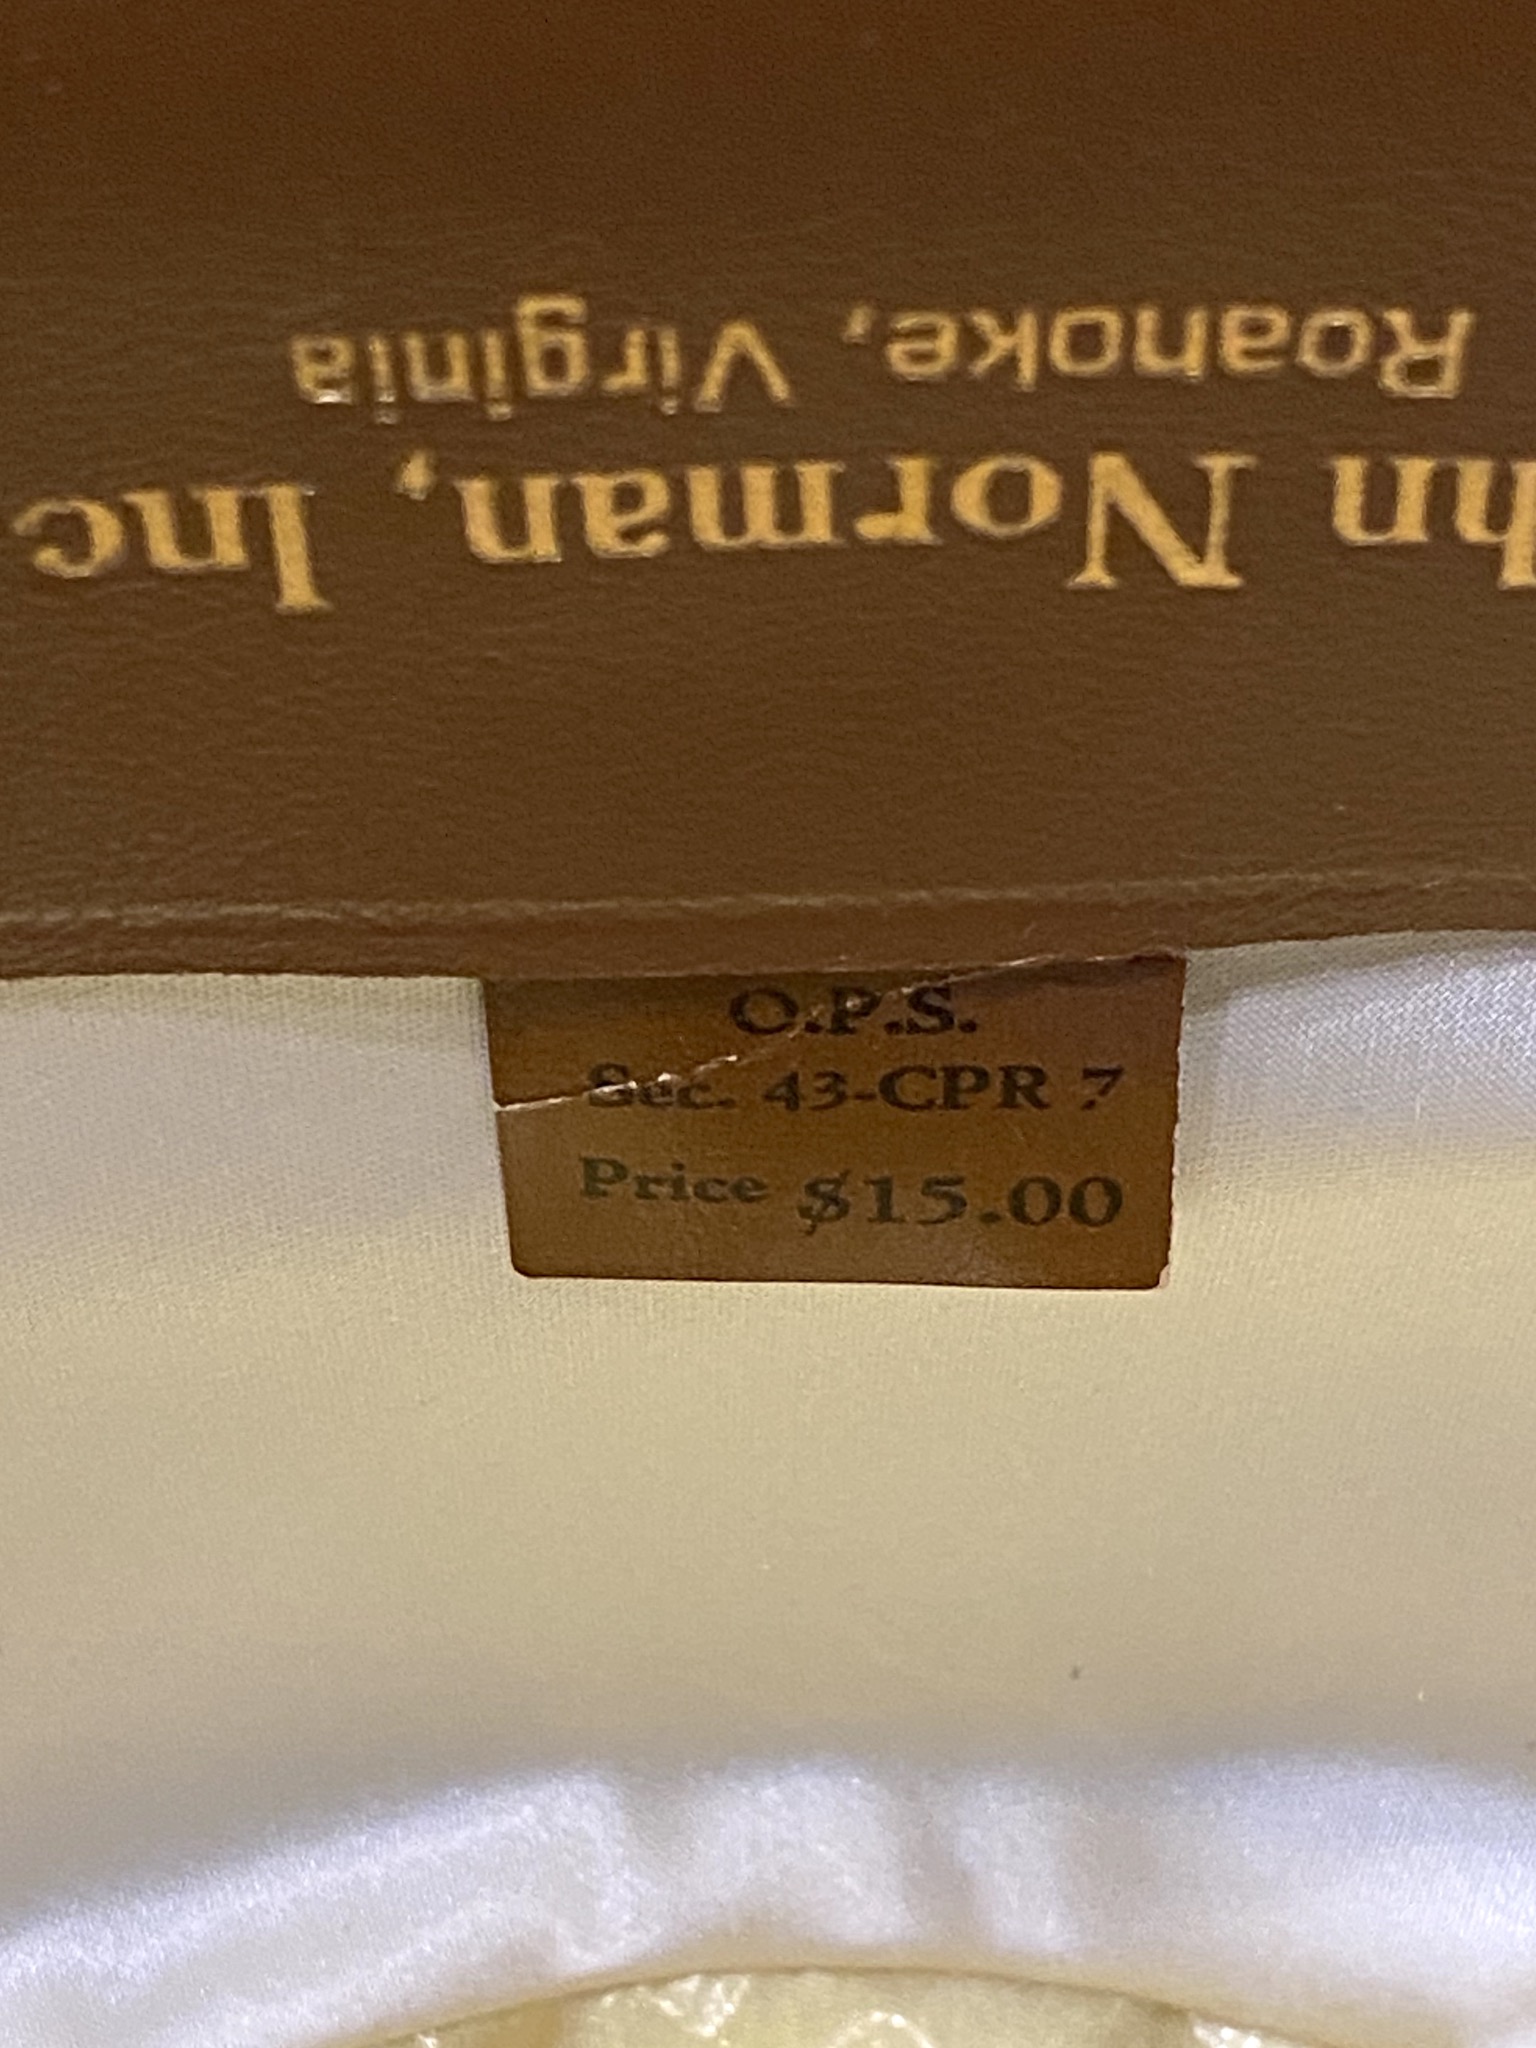 hn Norman, Inc
Roanoke, Virginia
O.P.S.
Sec. 43-CPR 7
Price $15.00